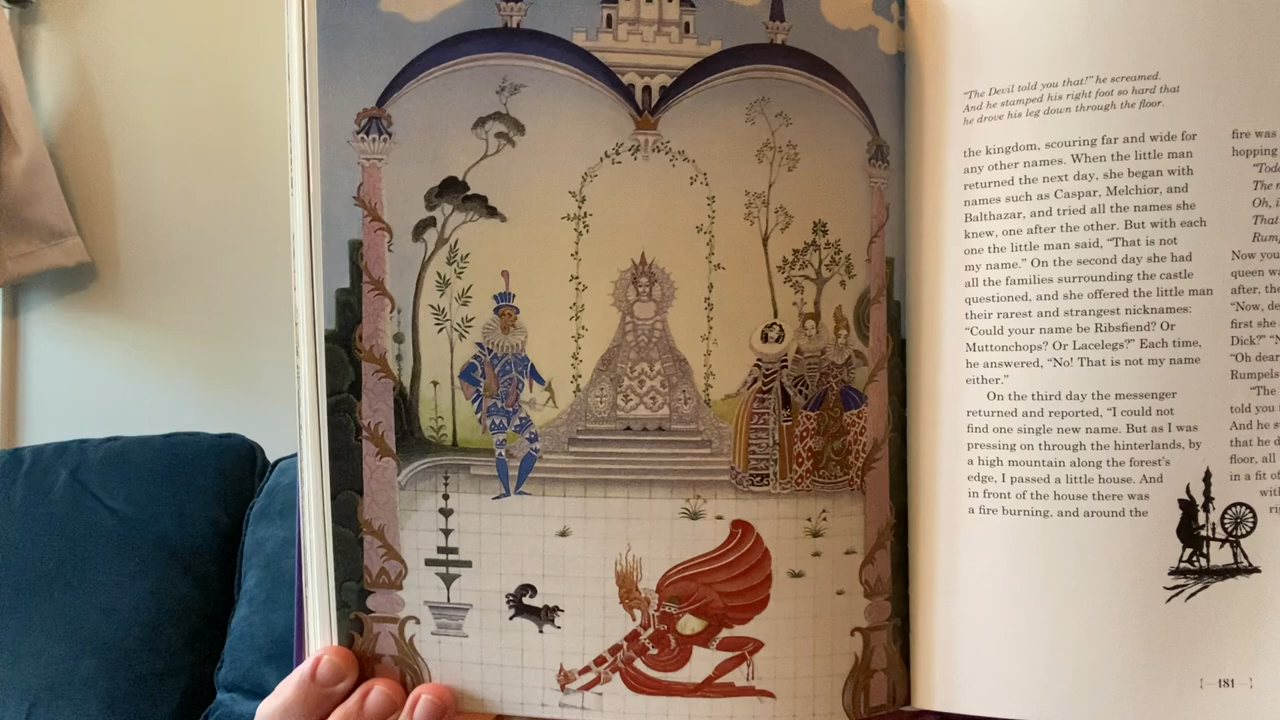 "The Devil told you that!" he screamed.
And he stamped his right foot so hard that
he drove his leg down through the floor.
the kingdom, scouring far and wide for
any other names. When the little man
returned the next day, she began with
names such as Caspar, Melchior, and
Balthazar, and tried all the names she
knew, one after the other. But with each
one the little man said, "That is not
my name." On the second day she had
all the families surrounding the castle
questioned, and she offered the little man
their rarest and strangest nicknames:
"Could your name be Ribsfiend? Or
Muttonchops? Or Lacelegs?" Each time,
he answered, "No! That is not my name
either."
On the third day the messenger
returned and reported, "I could not
find one single new name. But as I was
pressing on through the hinterlands, by
a high mountain along the forest's
edge, I passed a little house. And
in front of the house there was
a fire burning, and around the
fire was
hopping
"Toda
The n
Oh, i
That
Rump
Now you
queen wa
after, the
"Now, de
first she
Dick?" "N
"Oh dear
Rumpels
"The
told you
And he s
that he d
floor, all
in a fit of
with
rig
181